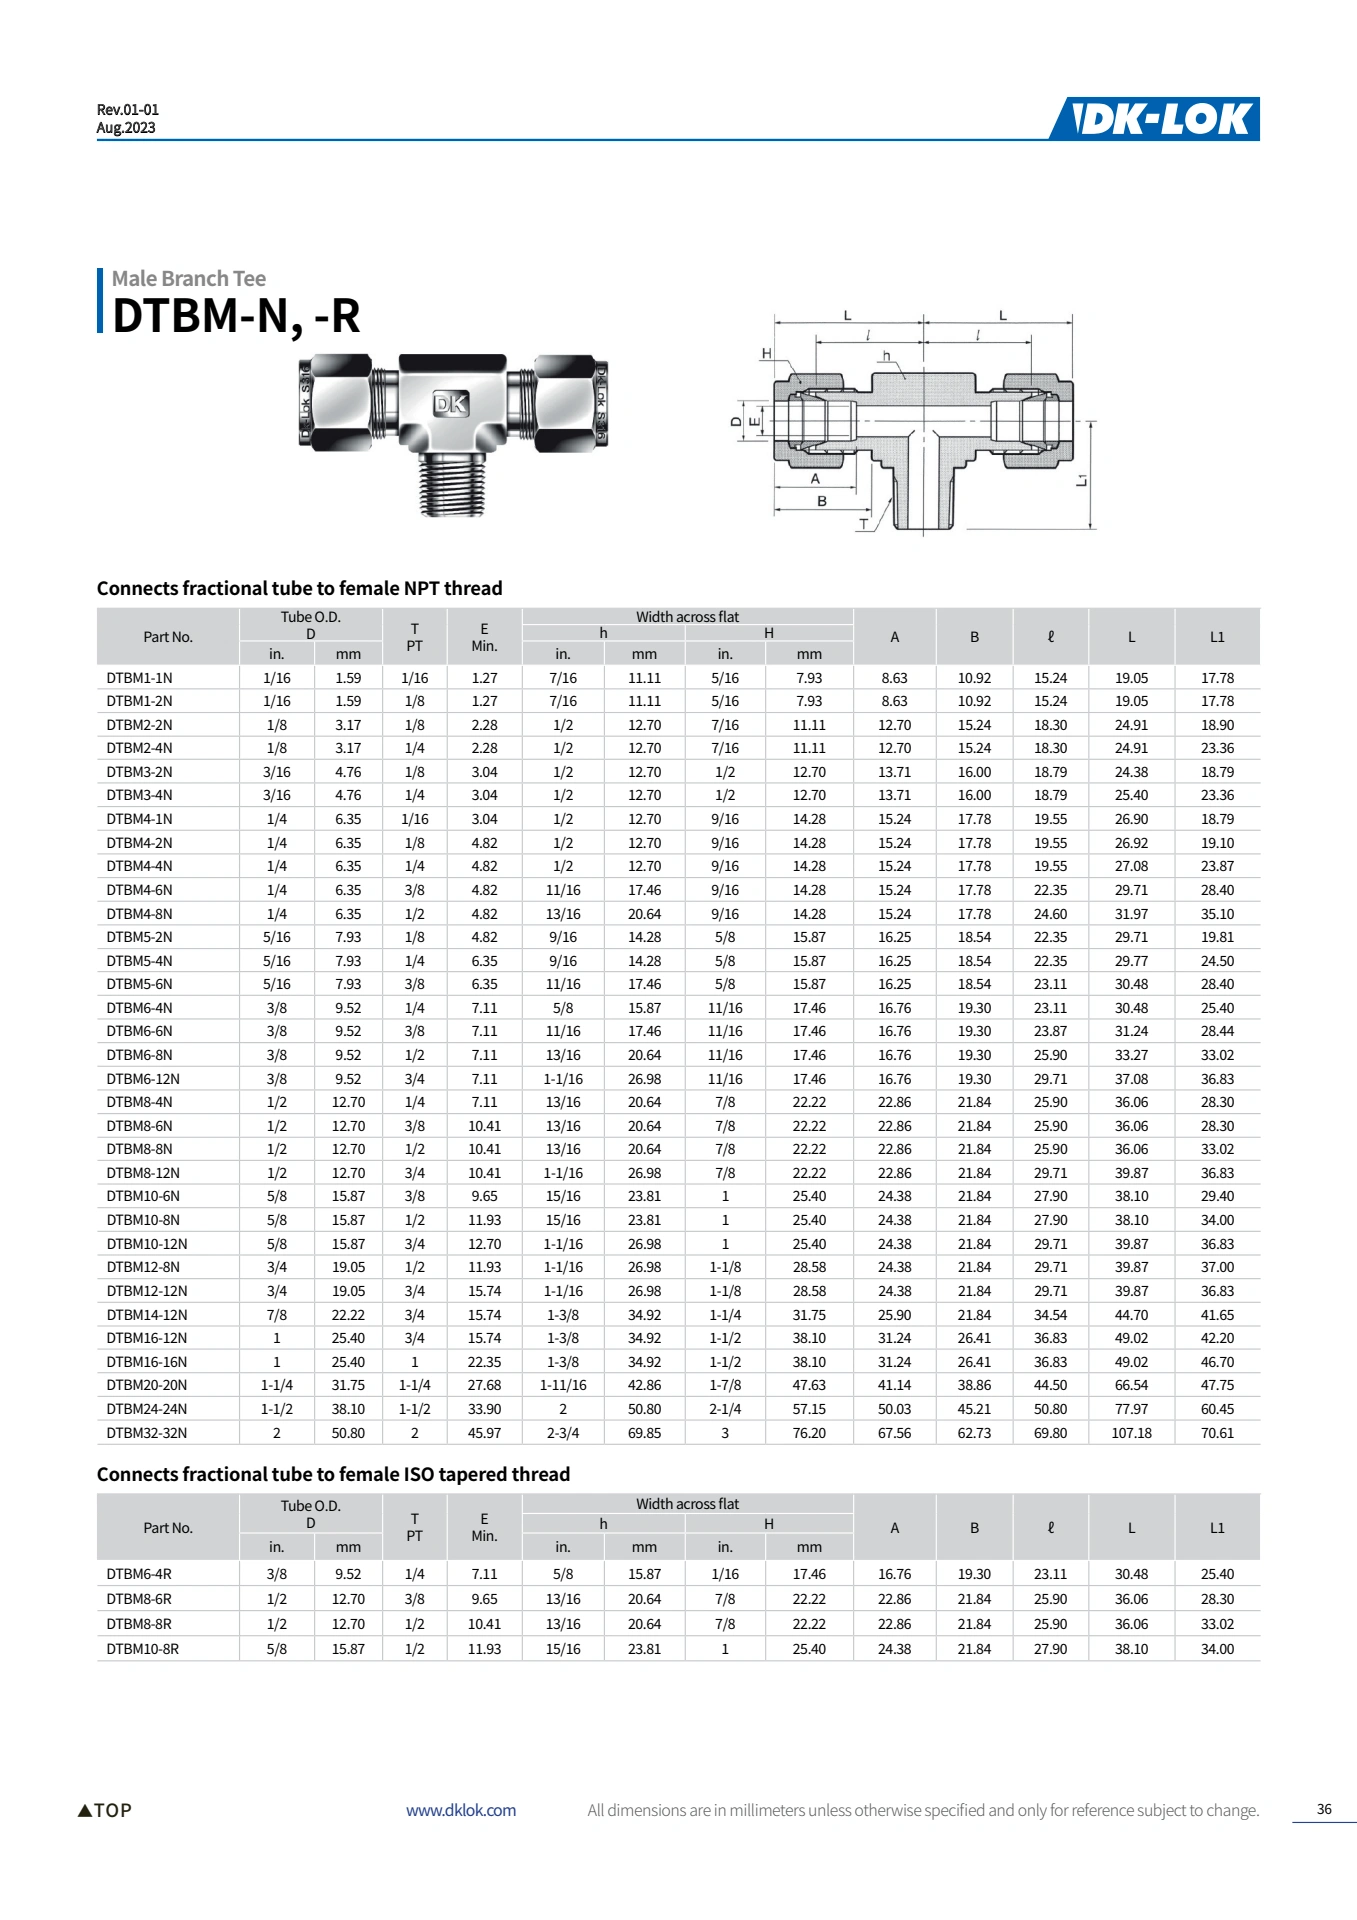 Rev.01-01
Aug.2023
DK-LOK
Male Branch Tee
DTBM-N, -R
DK-Lok S316
DK
DK-Lok S316
L L
l l
H h
D E
A
B
T
L1
Connects fractional tube to female NPT thread
Part No. Tube O.D. D T PT E Min. Width across flat A B ℓ L L1
h H
in. mm in. mm in. mm
DTBM1-1N 1/16 1.59 1/16 1.27 7/16 11.11 5/16 7.93 8.63 10.92 15.24 19.05 17.78
DTBM1-2N 1/16 1.59 1/8 1.27 7/16 11.11 5/16 7.93 8.63 10.92 15.24 19.05 17.78
DTBM2-2N 1/8 3.17 1/8 2.28 1/2 12.70 7/16 11.11 12.70 15.24 18.30 24.91 18.90
DTBM2-4N 1/8 3.17 1/4 2.28 1/2 12.70 7/16 11.11 12.70 15.24 18.30 24.91 23.36
DTBM3-2N 3/16 4.76 1/8 3.04 1/2 12.70 1/2 12.70 13.71 16.00 18.79 24.38 18.79
DTBM3-4N 3/16 4.76 1/4 3.04 1/2 12.70 1/2 12.70 13.71 16.00 18.79 25.40 23.36
DTBM4-1N 1/4 6.35 1/16 3.04 1/2 12.70 9/16 14.28 15.24 17.78 19.55 26.90 18.79
DTBM4-2N 1/4 6.35 1/8 4.82 1/2 12.70 9/16 14.28 15.24 17.78 19.55 26.92 19.10
DTBM4-4N 1/4 6.35 1/4 4.82 1/2 12.70 9/16 14.28 15.24 17.78 19.55 27.08 23.87
DTBM4-6N 1/4 6.35 3/8 4.82 11/16 17.46 9/16 14.28 15.24 17.78 22.35 29.71 28.40
DTBM4-8N 1/4 6.35 1/2 4.82 13/16 20.64 9/16 14.28 15.24 17.78 24.60 31.97 35.10
DTBM5-2N 5/16 7.93 1/8 4.82 9/16 14.28 5/8 15.87 16.25 18.54 22.35 29.71 19.81
DTBM5-4N 5/16 7.93 1/4 6.35 9/16 14.28 5/8 15.87 16.25 18.54 22.35 29.77 24.50
DTBM5-6N 5/16 7.93 3/8 6.35 11/16 17.46 5/8 15.87 16.25 18.54 23.11 30.48 28.40
DTBM6-4N 3/8 9.52 1/4 7.11 5/8 15.87 11/16 17.46 16.76 19.30 23.11 30.48 25.40
DTBM6-6N 3/8 9.52 3/8 7.11 11/16 17.46 11/16 17.46 16.76 19.30 23.87 31.24 28.44
DTBM6-8N 3/8 9.52 1/2 7.11 13/16 20.64 11/16 17.46 16.76 19.30 25.90 33.27 33.02
DTBM6-12N 3/8 9.52 3/4 7.11 1-1/16 26.98 11/16 17.46 16.76 19.30 29.71 37.08 36.83
DTBM8-4N 1/2 12.70 1/4 7.11 13/16 20.64 7/8 22.22 22.86 21.84 25.90 36.06 28.30
DTBM8-6N 1/2 12.70 3/8 10.41 13/16 20.64 7/8 22.22 22.86 21.84 25.90 36.06 28.30
DTBM8-8N 1/2 12.70 1/2 10.41 13/16 20.64 7/8 22.22 22.86 21.84 25.90 36.06 33.02
DTBM8-12N 1/2 12.70 3/4 10.41 1-1/16 26.98 7/8 22.22 22.86 21.84 29.71 39.87 36.83
DTBM10-6N 5/8 15.87 3/8 9.65 15/16 23.81 1 25.40 24.38 21.84 27.90 38.10 29.40
DTBM10-8N 5/8 15.87 1/2 11.93 15/16 23.81 1 25.40 24.38 21.84 27.90 38.10 34.00
DTBM10-12N 5/8 15.87 3/4 12.70 1-1/16 26.98 1 25.40 24.38 21.84 29.71 39.87 36.83
DTBM12-8N 3/4 19.05 1/2 11.93 1-1/16 26.98 1-1/8 28.58 24.38 21.84 29.71 39.87 37.00
DTBM12-12N 3/4 19.05 3/4 15.74 1-1/16 26.98 1-1/8 28.58 24.38 21.84 29.71 39.87 36.83
DTBM14-12N 7/8 22.22 3/4 15.74 1-3/8 34.92 1-1/4 31.75 25.90 21.84 34.54 44.70 41.65
DTBM16-12N 1 25.40 3/4 15.74 1-3/8 34.92 1-1/2 38.10 31.24 26.41 36.83 49.02 42.20
DTBM16-16N 1 25.40 1 22.35 1-3/8 34.92 1-1/2 38.10 31.24 26.41 36.83 49.02 46.70
DTBM20-20N 1-1/4 31.75 1-1/4 27.68 1-11/16 42.86 1-7/8 47.63 41.14 38.86 44.50 66.54 47.75
DTBM24-24N 1-1/2 38.10 1-1/2 33.90 2 50.80 2-1/4 57.15 50.03 45.21 50.80 77.97 60.45
DTBM32-32N 2 50.80 2 45.97 2-3/4 69.85 3 76.20 67.56 62.73 69.80 107.18 70.61
Connects fractional tube to female ISO tapered thread
Part No. Tube O.D. D T PT E Min. Width across flat A B ℓ L L1
h H
in. mm in. mm in. mm
DTBM6-4R 3/8 9.52 1/4 7.11 5/8 15.87 1/16 17.46 16.76 19.30 23.11 30.48 25.40
DTBM8-6R 1/2 12.70 3/8 9.65 13/16 20.64 7/8 22.22 22.86 21.84 25.90 36.06 28.30
DTBM8-8R 1/2 12.70 1/2 10.41 13/16 20.64 7/8 22.22 22.86 21.84 25.90 36.06 33.02
DTBM10-8R 5/8 15.87 1/2 11.93 15/16 23.81 1 25.40 24.38 21.84 27.90 38.10 34.00
▲TOP www.dklok.com All dimensions are in millimeters unless otherwise specified and only for reference subject to change. 36